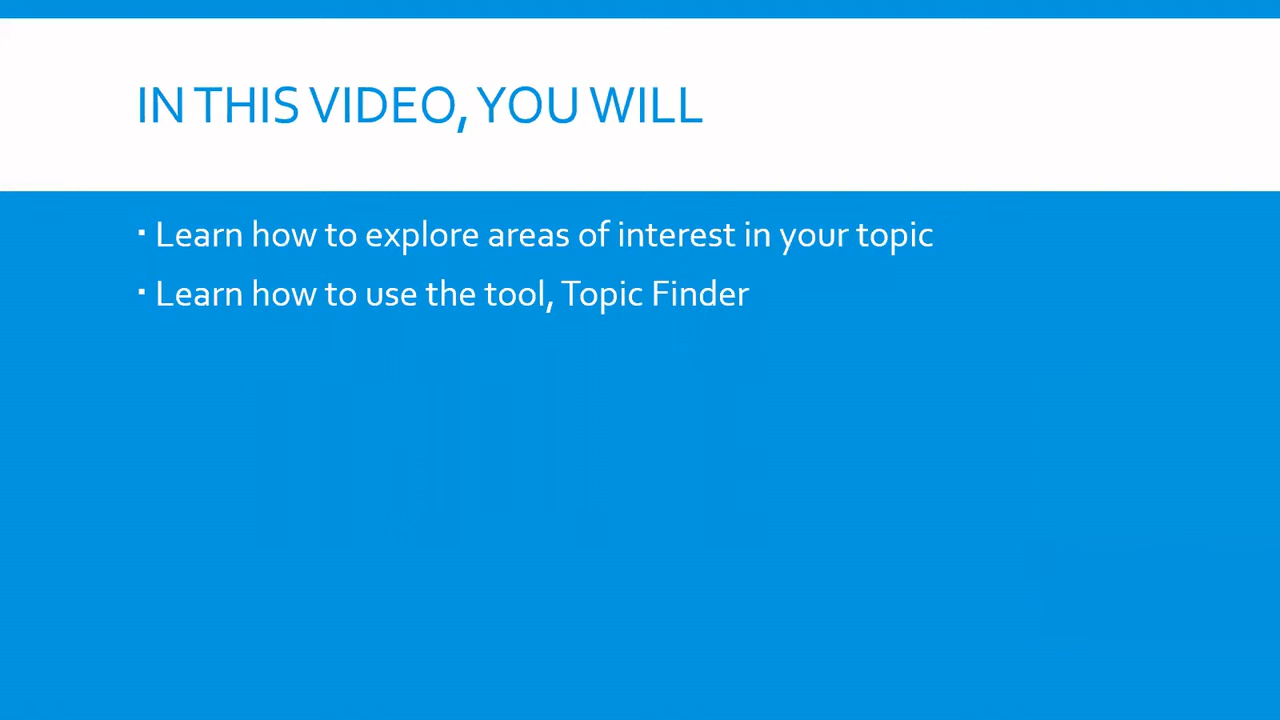 IN THIS VIDEO, YOU WILL
▪ Learn how to explore areas of interest in your topic
▪ Learn how to use the tool, Topic Finder